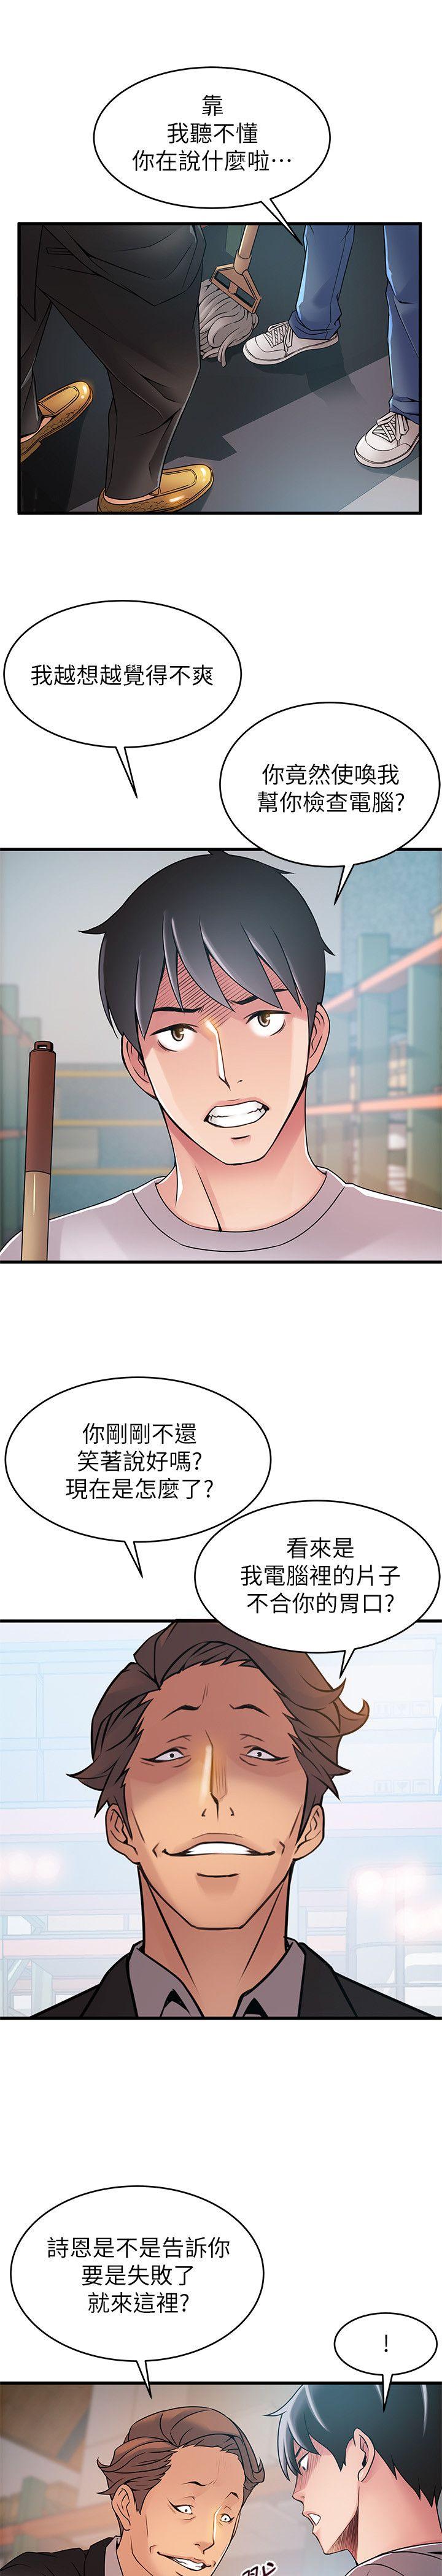 靠
我聽不懂
你在說什麼啦⋯
我越想越覺得不爽
你竟然使喚我
幫你檢查電腦?
你剛剛不還
笑著說好嗎?
現在是怎麼了?
看來是
我電腦裡的片子
不合你的胃口?
詩恩是不是告訴你
要是失敗了
就來這裡?
!